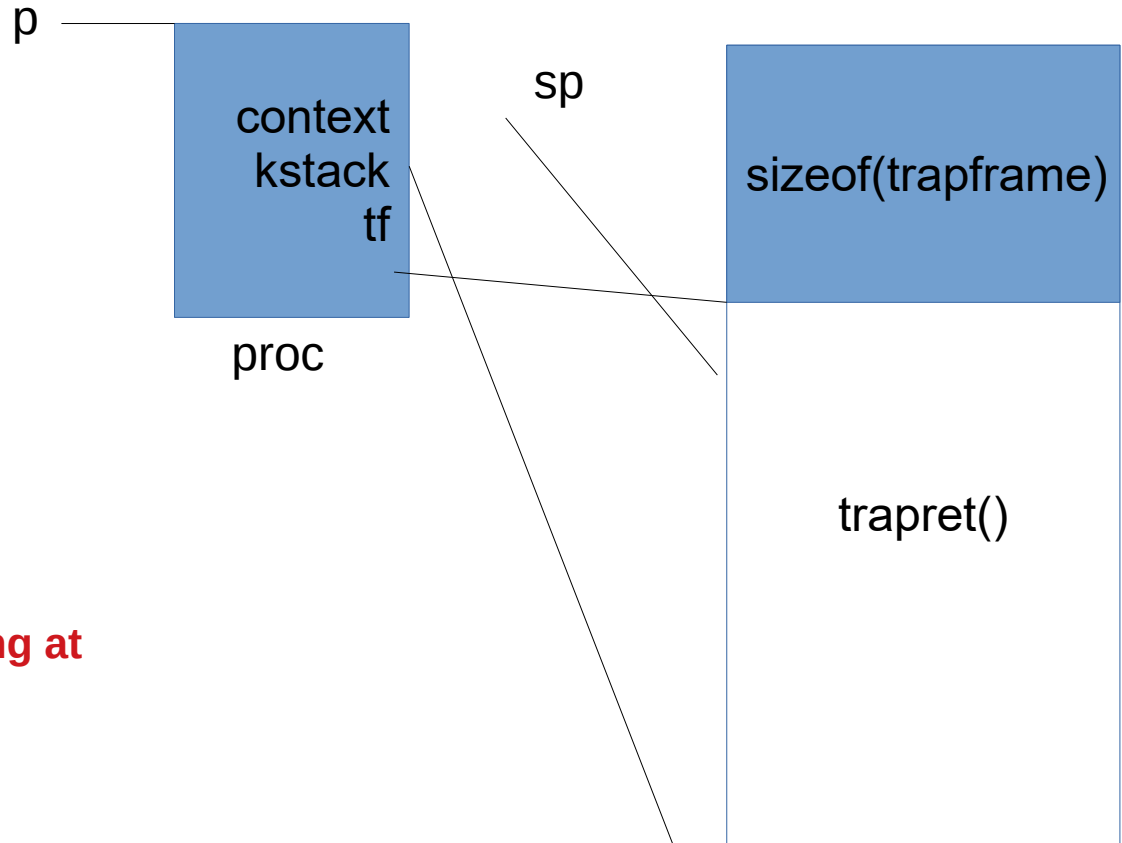 p
sp
context
kstack
tf
sizeof(trapframe)
proc
trapret()
ng at